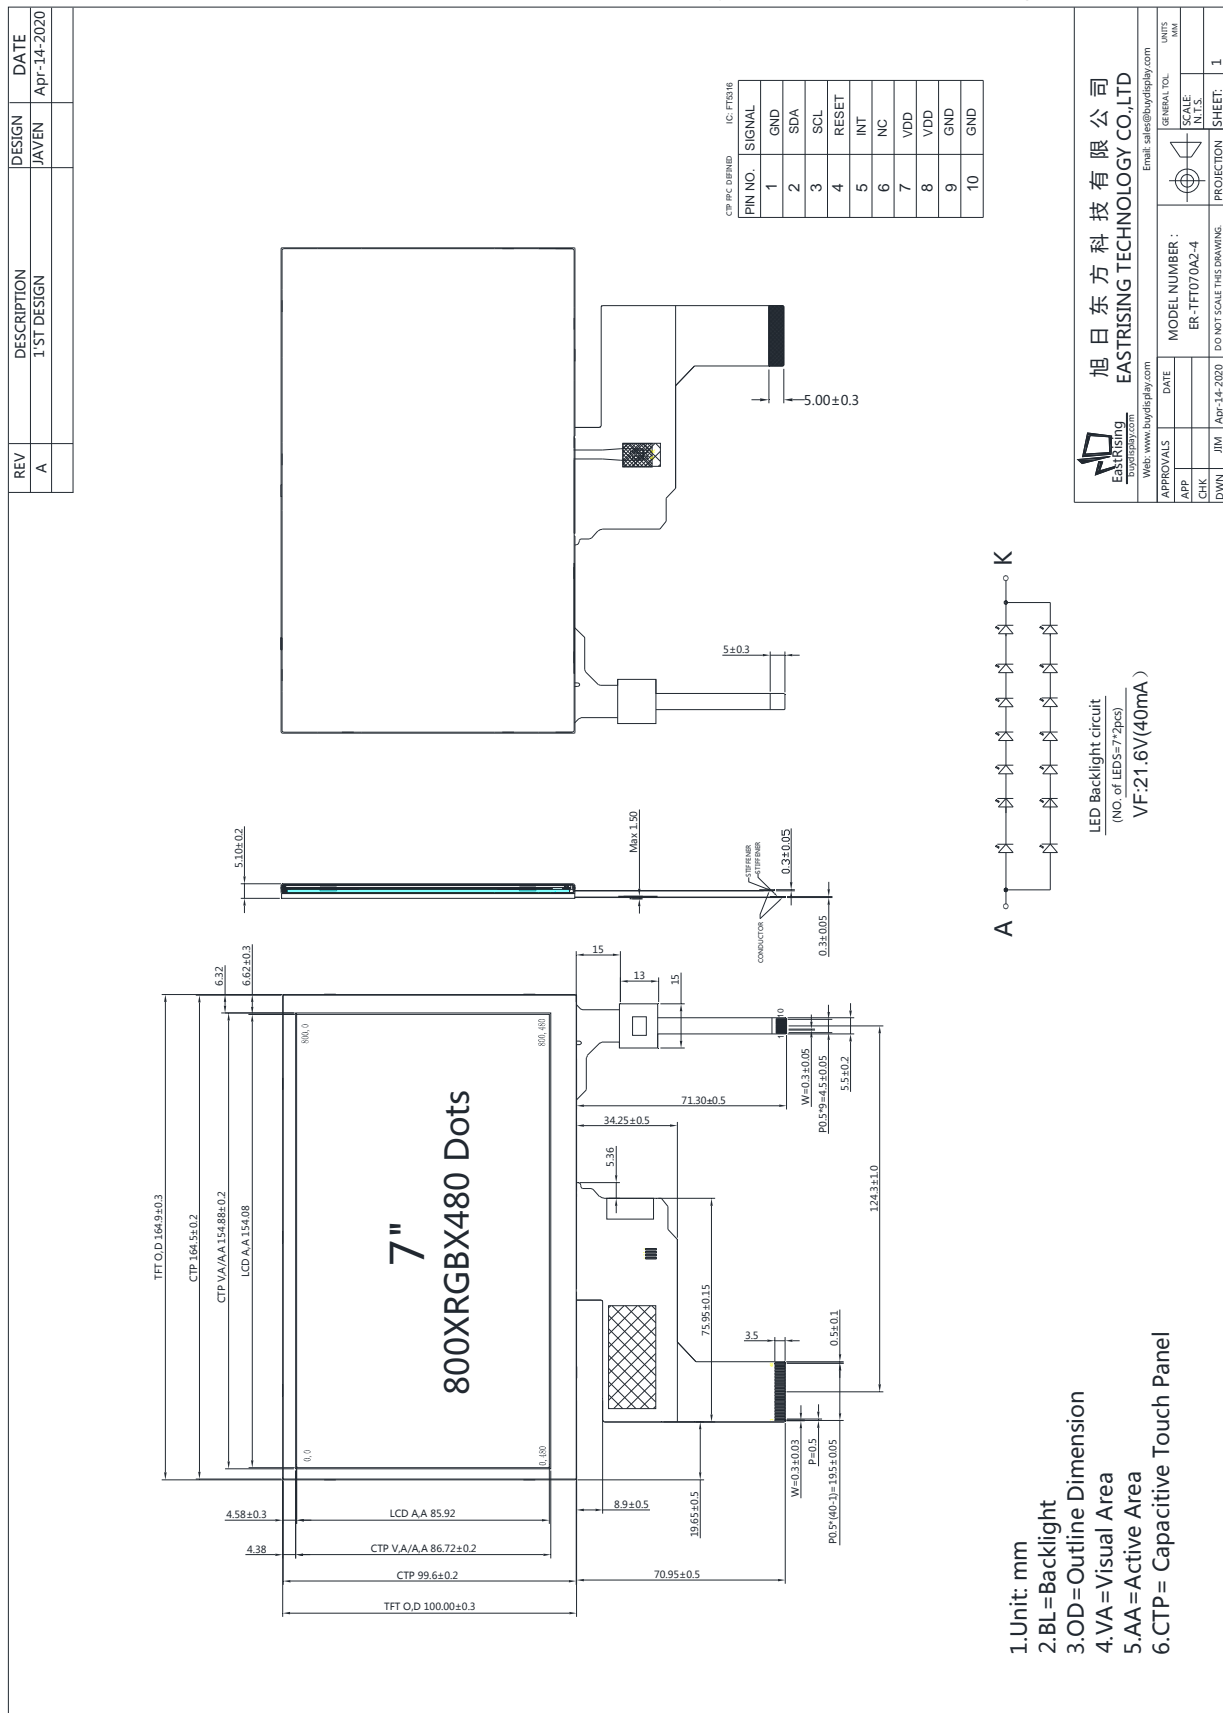 REV DESCRIPTION DESIGN DATE
A 1'ST DESIGN JAVEN Apr-14-2020
TFT O,D 164.9±0.3
CTP 164.5±0.2
CTP V,A/A,A 154.88±0.2
LCD A,A 154.08
6.32
6.62±0.3
4.58±0.3
4.38
LCD A,A 85.92
CTP V,A/A,A 86.72±0.2
CTP 99.6±0.2
TFT O,D 100.00±0.3
0, 0
800, 0
0, 480
800, 480
7"
800XRGBX480 Dots
15
13
15
71.30±0.5
34.25±0.5
5.36
75.95±0.15
8.9±0.5
19.65±0.5
70.95±0.5
3.5
0.5±0.1
W=0.3±0.03
P=0.5
P0.5*(40-1)=19.5±0.05
124.3±1.0
1 10
W=0.3±0.05
P0.5*9=4.5±0.05
5.5±0.2
5.10±0.2
Max 1.50
STIFFENER
STIFFENER
CONDUCTOR
0.3±0.05
0.3±0.05
5±0.3
5.00±0.3
CTP FPC DEFINED IC: FT5316
PIN NO. SIGNAL
1 GND
2 SDA
3 SCL
4 RESET
5 INT
6 NC
7 VDD
8 VDD
9 GND
10 GND
A K
LED Backlight circuit
(NO. of LEDS=7*2pcs)
VF:21.6V(40mA）
1.Unit: mm
2.BL=Backlight
3.OD=Outline Dimension
4.VA=Visual Area
5.AA=Active Area
6.CTP= Capacitive Touch Panel
EastRising
buydisplay.com
旭日东方科技有限公司
EASTRISING TECHNOLOGY CO.,LTD
Web: www.buydisplay.com Email: sales@buydisplay.com
APPROVALS DATE
APP
CHK
DWN JIM Apr-14-2020
MODEL NUMBER :
ER-TFT070A2-4
DO NOT SCALE THIS DRAWING.
PROJECTION
GENERAL TOL. UNITS
MM
SCALE:
N.T.S.
SHEET: 1